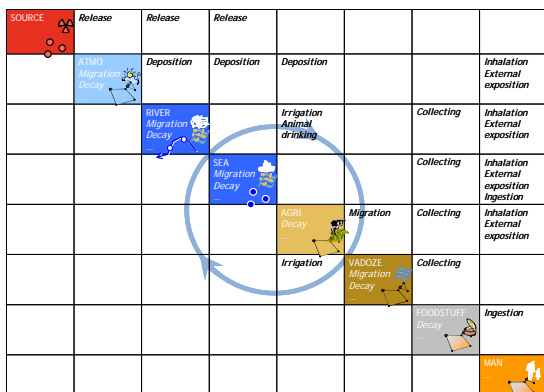 SOURCE
Release
Release
Release
ATMO
Migration
Decay
...
Deposition
Deposition
Deposition
Inhalation
External
exposition
RIVER
Migration
Decay
...
Irrigation
Animal
drinking
Collecting
Inhalation
External
exposition
SEA
Migration
Decay
...
Collecting
Inhalation
External
exposition
Ingestion
AGRI
Decay
...
Migration
Collecting
Inhalation
External
exposition
Irrigation
VADOZE
Migration
Decay
...
Collecting
FOODSTUFF
Decay
...
Ingestion
MAN
...